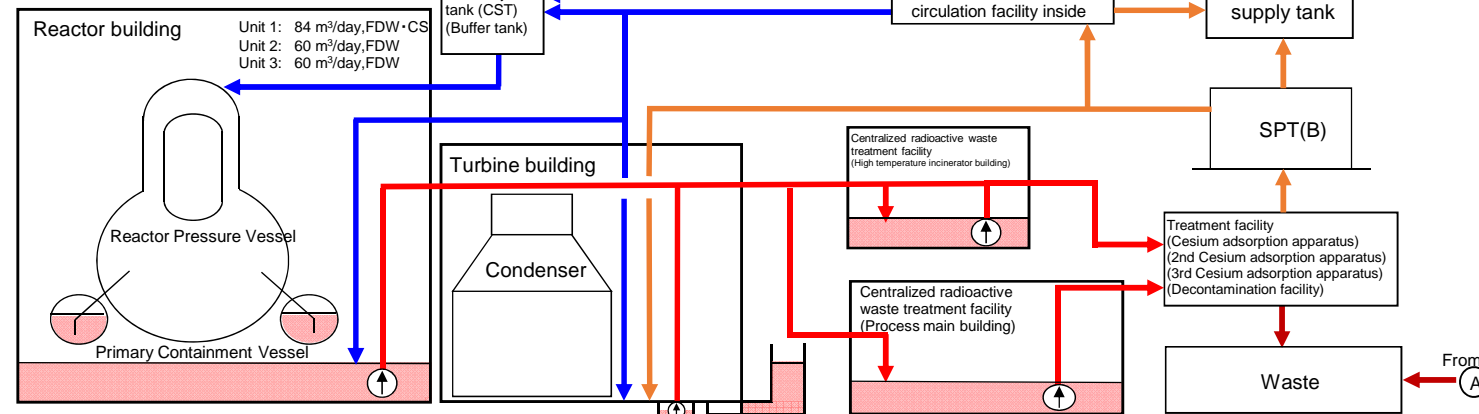 Reactor building
Unit 1: 84 m³/day,FDW・CS
Unit 2: 60 m³/day,FDW
Unit 3: 60 m³/day,FDW
tank (CST)
(Buffer tank)
circulation facility inside
supply tank
SPT(B)
Turbine building
Centralized radioactive waste
treatment facility
(High temperature incinerator building)
Reactor Pressure Vessel
Condenser
Treatment facility
(Cesium adsorption apparatus)
(2nd Cesium adsorption apparatus)
(3rd Cesium adsorption apparatus)
(Decontamination facility)
Centralized radioactive
waste treatment facility
(Process main building)
Primary Containment Vessel
Waste
From
A